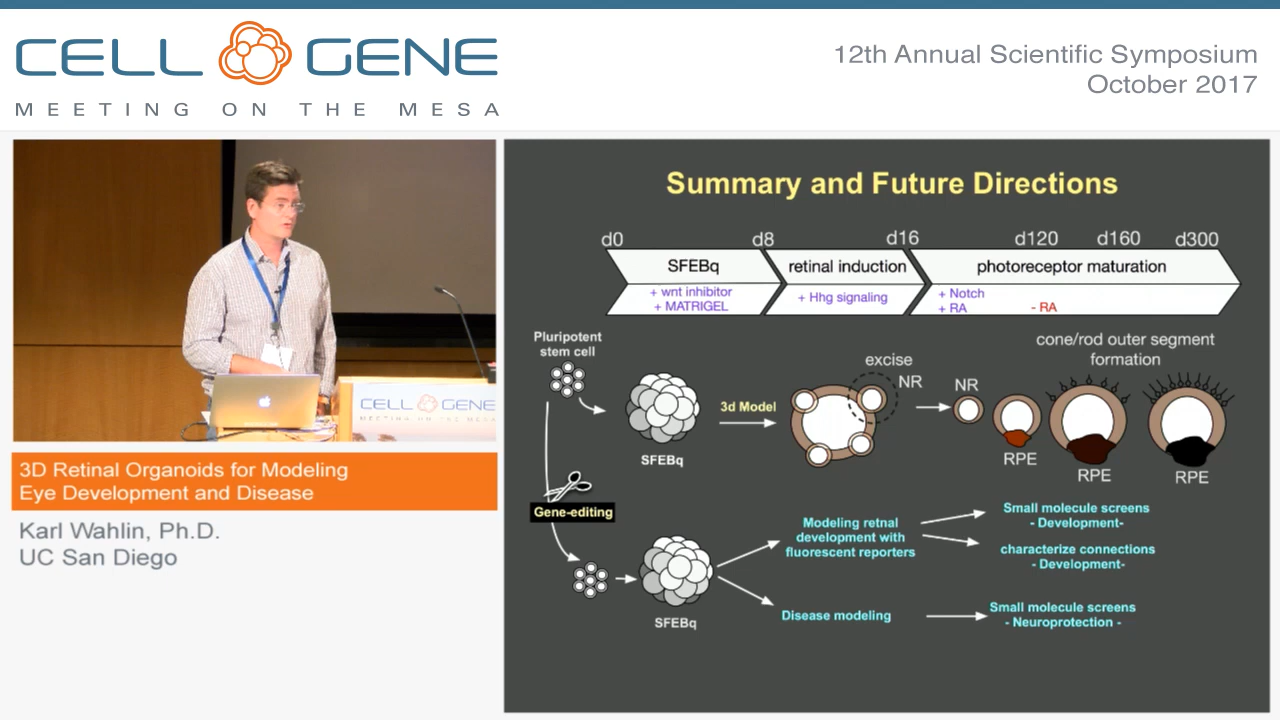 CELL GENE
MEETING ON THE MESA
12th Annual Scientific Symposium
October 2017
CELL GENE
MEETING ON THE MESA
3D Retinal Organoids for Modeling
Eye Development and Disease
Karl Wahlin, Ph.D.
UC San Diego
Summary and Future Directions
d0 d8 d16 d120 d160 d300
SFEBq retinal induction photoreceptor maturation
+ wnt inhibitor
+ MATRIGEL
+ Hhg signaling
+ Notch
+ RA - RA
Pluripotent
stem cell
SFEBq
3d Model
excise
NR
NR
cone/rod outer segment
formation
RPE
RPE
RPE
Gene-editing
SFEBq
Modeling retnal
development with
fluorescent reporters
Small molecule screens
- Development-
characterize connections
- Development-
Disease modeling
Small molecule screens
- Neuroprotection -